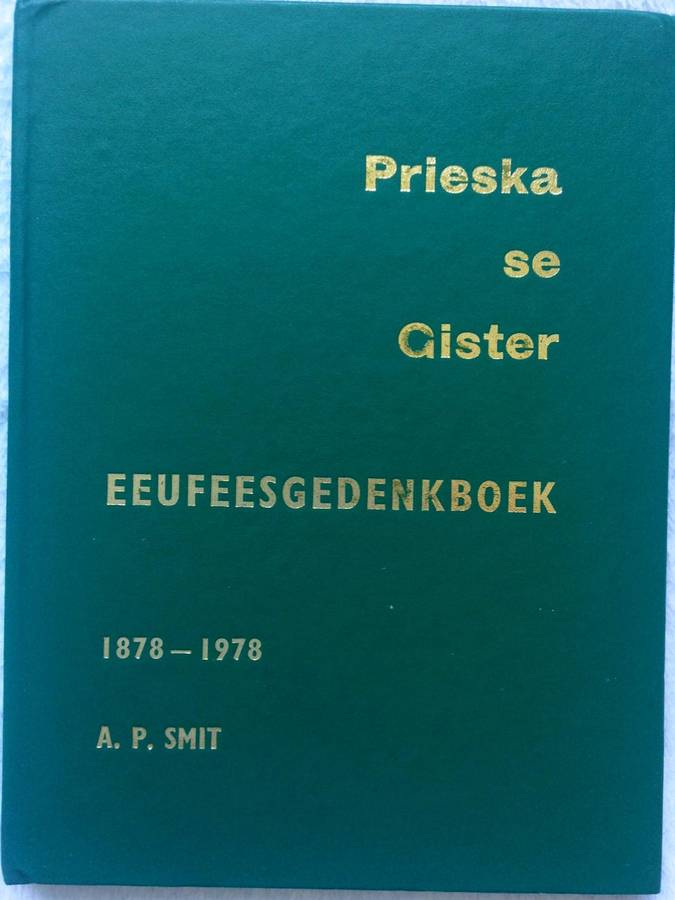 Prieska
se
Gister
EEUFEESGEDENKBOEK
1878 – 1978
A. P. SMIT